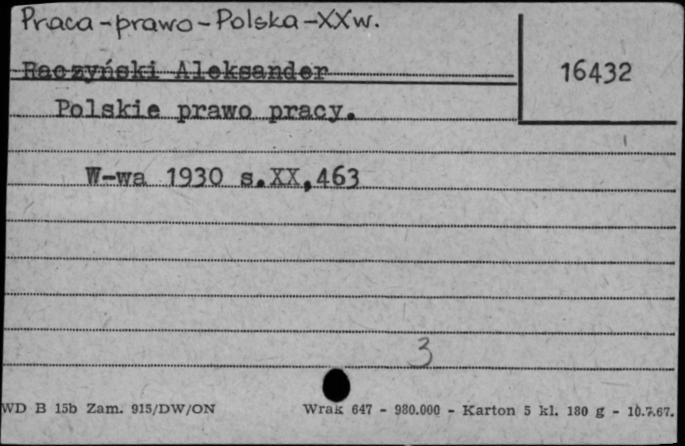 Praca-prawo-Polska-XXw.
Raczyński Aleksander
16432
Polskie prawo pracy.
W-wa 1930 s.XX,463
3
WD B 15b Zam. 915/DW/ON Wrak 647 - 980.000 - Karton 5 kl. 180 g - 10.7.67.